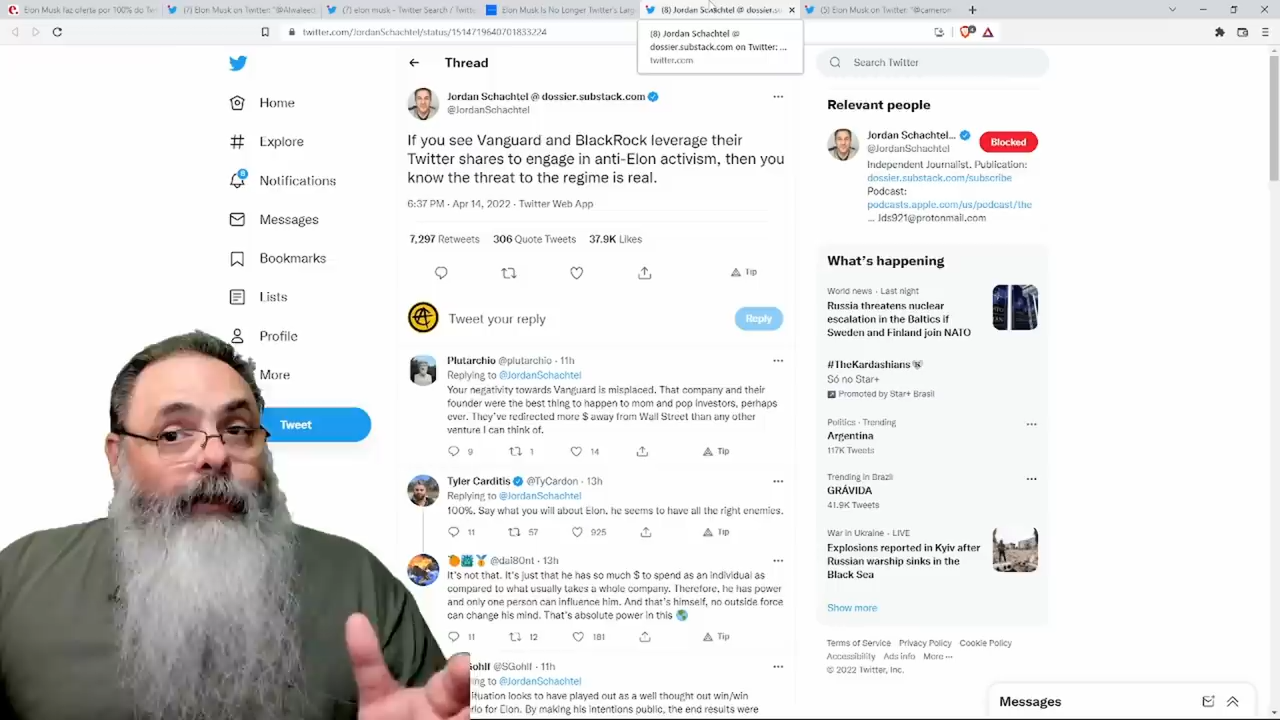 Elon Musk faz oferta por 100% do Tw
(7) Elon Musk on Twitter: "@Alwaleed
(7) elon musk - Twitter Search / Twitte
Elon Musk Is No Longer Twitter's Larg
(8) Jordan Schachtel @ dossier.su
(5) Elon Musk on Twitter: "@cameron
twitter.com/JordanSchachtel/status/1514719640701833224
(8) Jordan Schachtel @
dossier.substack.com on Twitter: ...
twitter.com
Home
Explore
8
Notifications
Messages
Bookmarks
Lists
Profile
More
Tweet
Thread
Jordan Schachtel @ dossier.substack.com
@JordanSchachtel
If you see Vanguard and BlackRock leverage their
Twitter shares to engage in anti-Elon activism, then you
know the threat to the regime is real.
6:37 PM · Apr 14, 2022 · Twitter Web App
7,297 Retweets 306 Quote Tweets 37.9K Likes
Tip
Tweet your reply
Reply
Plutarchio @plutarchio · 11h
Replying to @JordanSchachtel
Your negativity towards Vanguard is misplaced. That company and their
founder were the best thing to happen to mom and pop investors, perhaps
ever. They've redirected more $ away from Wall Street than any other
venture I can think of.
9 1 14 Tip
Tyler Carditis @TyCardon · 13h
Replying to @JordanSchachtel
100%. Say what you will about Elon, he seems to have all the right enemies.
11 57 925 Tip
@dal80nt · 13h
It's not that. It's just that he has so much $ to spend as an individual as
compared to what usually takes a whole company. Therefore, he has power
and only one person can influence him. And that's himself, no outside force
can change his mind. That's absolute power in this
11 12 181 Tip
@SGohlf · 11h
@JordanSchachtel
ituation looks to have played out as a well thought out win/win
for Elon. By making his intentions public, the end results were
Search Twitter
Relevant people
Jordan Schachtel...
@JordanSchachtel
Blocked
Independent Journalist. Publication:
dossier.substack.com/subscribe
Podcast:
podcasts.apple.com/us/podcast/the
... Jds921@protonmail.com
What's happening
World news · Last night
Russia threatens nuclear
escalation in the Baltics if
Sweden and Finland join NATO
#TheKardashians
Só no Star+
Promoted by Star+ Brasil
Politics · Trending
Argentina
117K Tweets
Trending in Brazil
GRÁVIDA
41.9K Tweets
War in Ukraine · LIVE
Explosions reported in Kyiv after
Russian warship sinks in the
Black Sea
Show more
Terms of Service Privacy Policy Cookie Policy
Accessibility Ads info More ···
© 2022 Twitter, Inc.
Messages